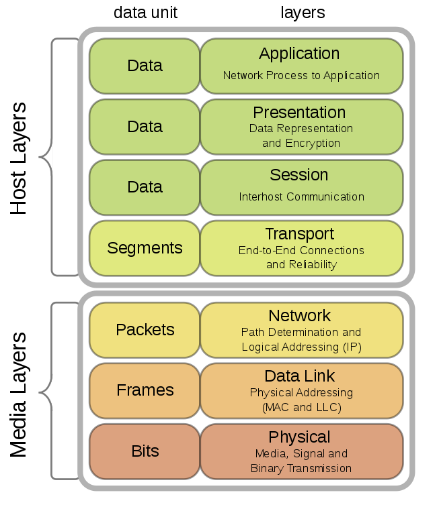 data unit layers
Host Layers
Data Application
Network Process to Application
Data Presentation
Data Representation
and Encryption
Data Session
Interhost Communication
Segments Transport
End-to-End Connections
and Reliability
Media Layers
Packets Network
Path Determination and
Logical Addressing (IP)
Frames Data Link
Physical Addressing
(MAC and LLC)
Bits Physical
Media, Signal and
Binary Transmission